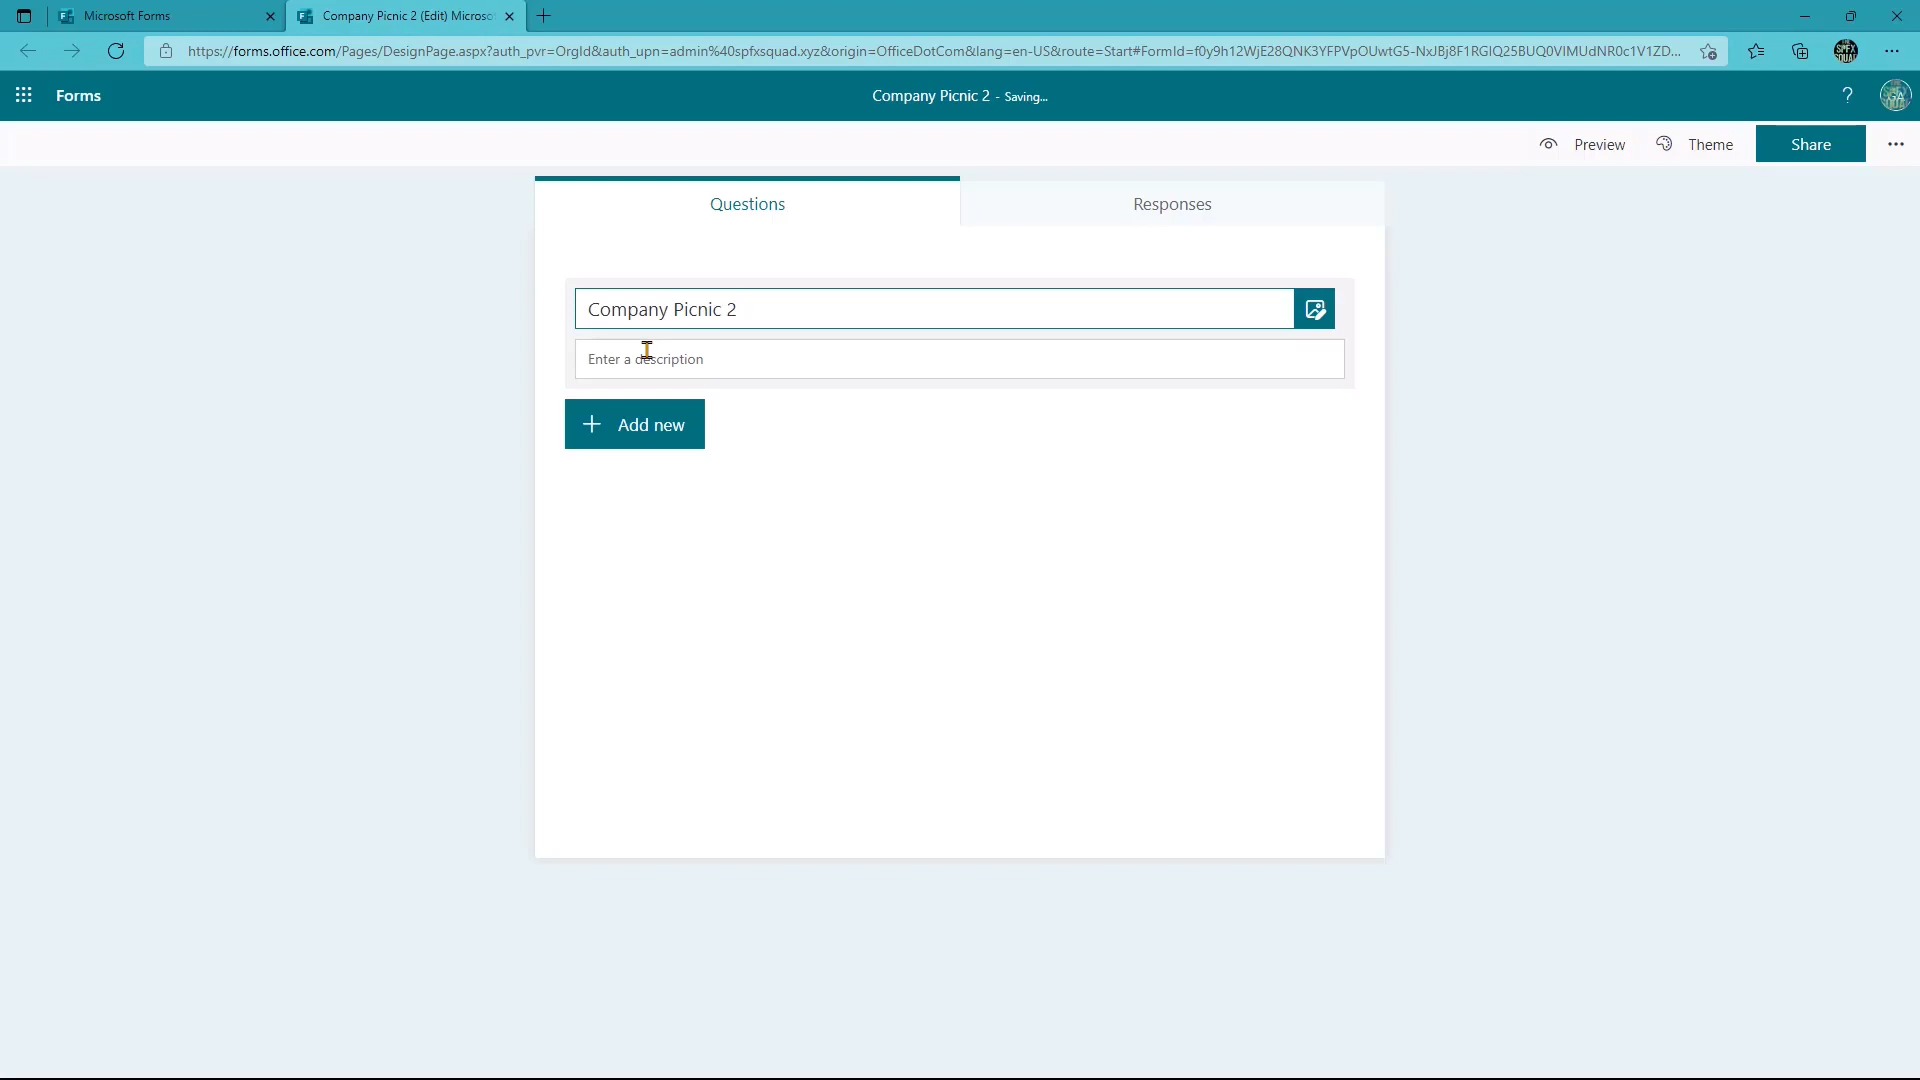 Microsoft Forms
Company Picnic 2 (Edit) Microso
https://forms.office.com/Pages/DesignPage.aspx?auth_pvr=OrgId&auth_upn=admin%40spfxsquad.xyz&origin=OfficeDotCom&lang=en-US&route=Start#FormId=f0y9h12WjE28QNK3YFPVpOUwtG5-NxJBj8F1RGlQ25BUQ0VIMUdNR0c1V1ZD...
Forms
Company Picnic 2 - Saving...
?
GA
Preview
Theme
Share
Questions
Responses
Company Picnic 2
Enter a description
Add new